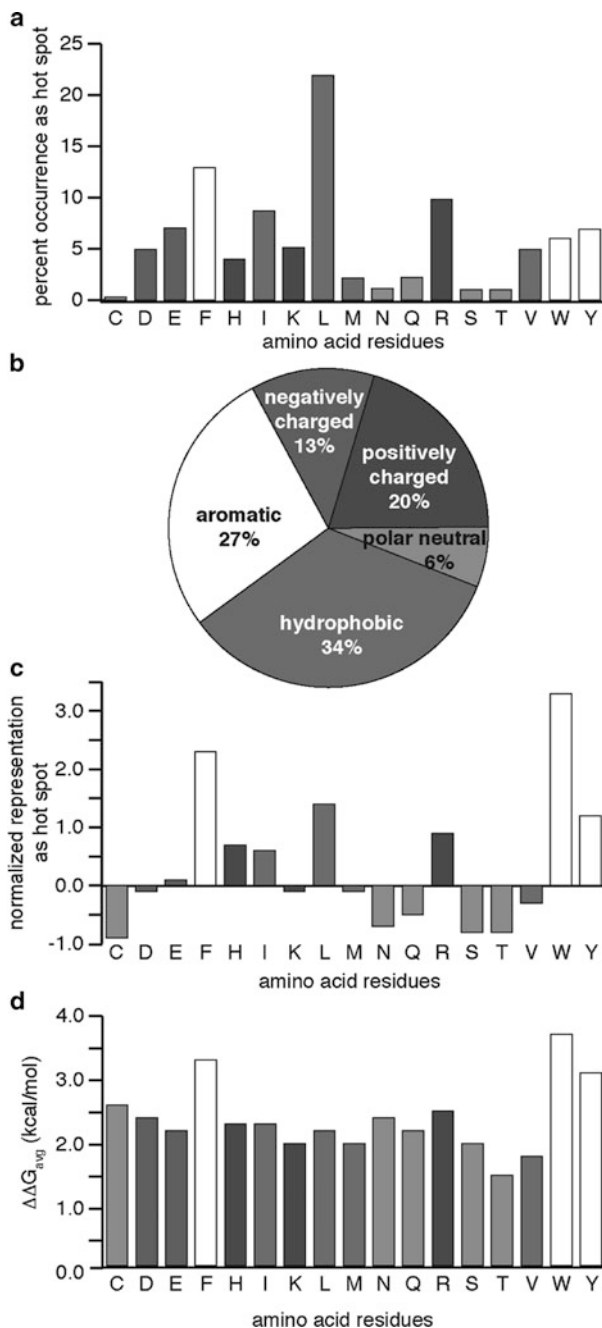 a
percent occurrence as hot spot
25
20
15
10
5
0
C D E F H I K L M N Q R S T V W Y
amino acid residues
b
negatively
charged
13%
positively
charged
20%
aromatic
27%
polar neutral
6%
hydrophobic
34%
c
normalized representation
as hot spot
3.0
2.0
1.0
0.0
-1.0
C D E F H I K L M N Q R S T V W Y
amino acid residues
d
ΔΔGavg (kcal/mol)
4.0
3.0
2.0
1.0
0.0
C D E F H I K L M N Q R S T V W Y
amino acid residues